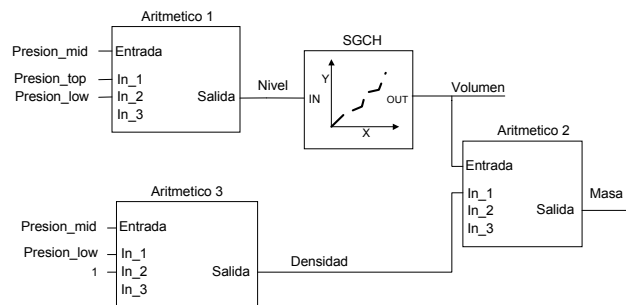 Aritmetico 1
Presion_mid
Entrada
Presion_top
In_1
Presion_low
In_2
In_3
Salida
Nivel
SGCH
Y
IN
OUT
X
Volumen
Aritmetico 2
Entrada
In_1
In_2
In_3
Salida
Masa
Aritmetico 3
Presion_mid
Entrada
Presion_low
In_1
1
In_2
In_3
Salida
Densidad